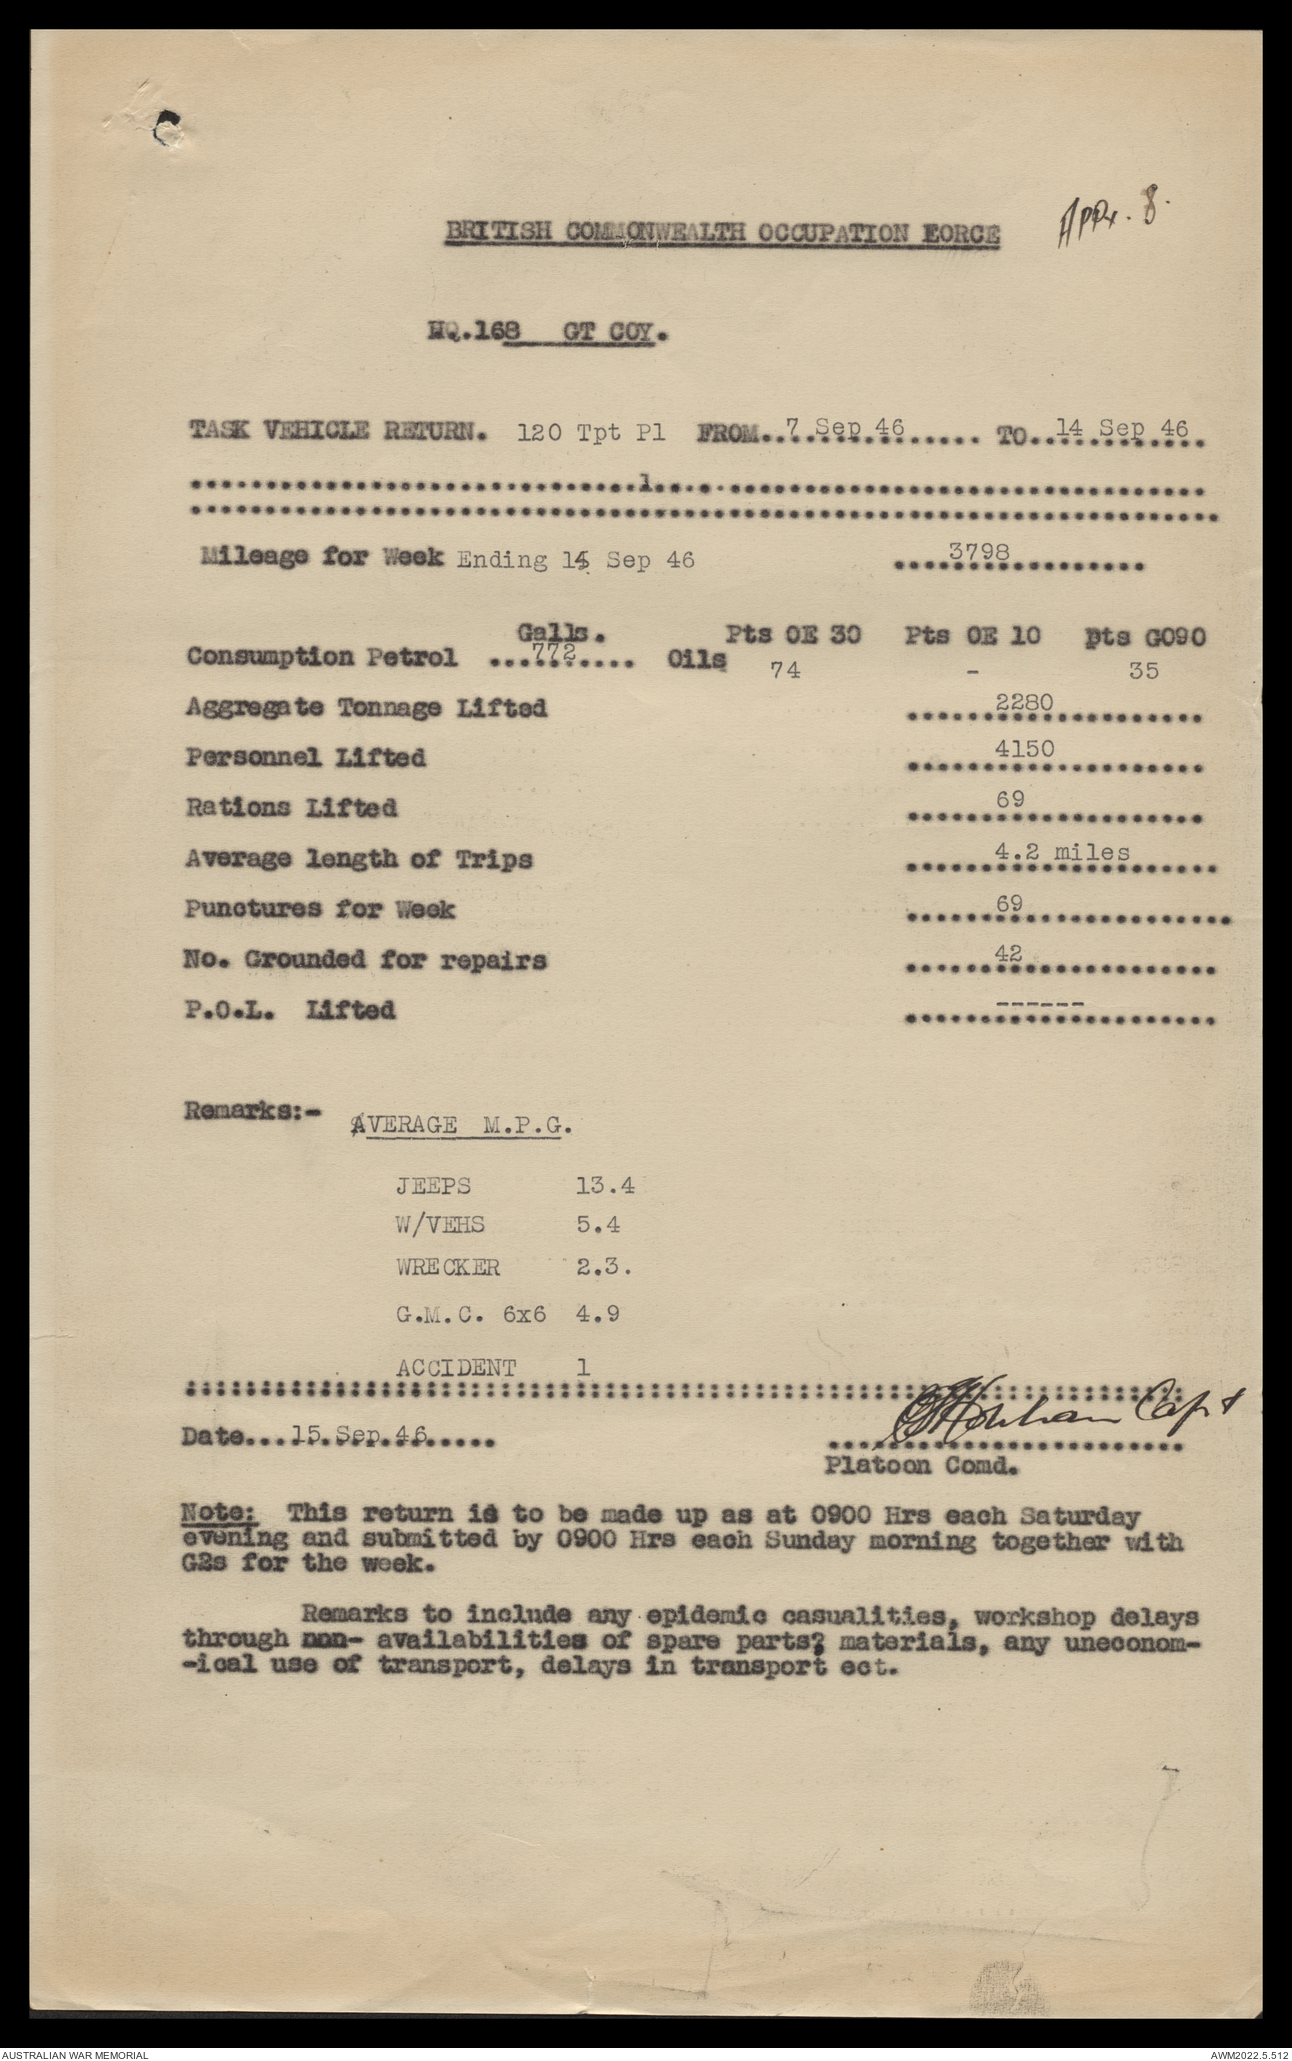 Appx. 8.
BRITISH COMMONWEALTH OCCUPATION FORCE
HQ.168 GT COY.
TASK VEHICLE RETURN. 120 Tpt Pl FROM..7 Sep 46.......... TO..14 Sep 46.
...............................1......................................
......................................................................
Mileage for Week Ending 14 Sep 46 3798
Galls. Pts OE 30 Pts OE 10 pts GO90
Consumption Petrol ...772.... Oils 74 - 35
Aggregate Tonnage Lifted 2280
Personnel Lifted 4150
Rations Lifted 69
Average length of Trips 4.2 miles
Punctures for Week 69
No. Grounded for repairs 42
P.O.L. Lifted ------
Remarks:- AVERAGE M.P.G.
JEEPS 13.4
W/VEHS 5.4
WRECKER 2.3.
G.M.C. 6x6 4.9
ACCIDENT 1
::::::::::::::::::::::::::::::::::::::::::::::::::::::::::::::::::
Date...15.Sep.46..... Capt
Platoon Comd.
Note: This return is to be made up as at 0900 Hrs each Saturday
evening and submitted by 0900 Hrs each Sunday morning together with
G2s for the week.
Remarks to include any epidemic casualities, workshop delays
through non- availabilities of spare parts? materials, any uneconom-
-ical use of transport, delays in transport ect.
AUSTRALIAN WAR MEMORIAL AWM2022.5.512